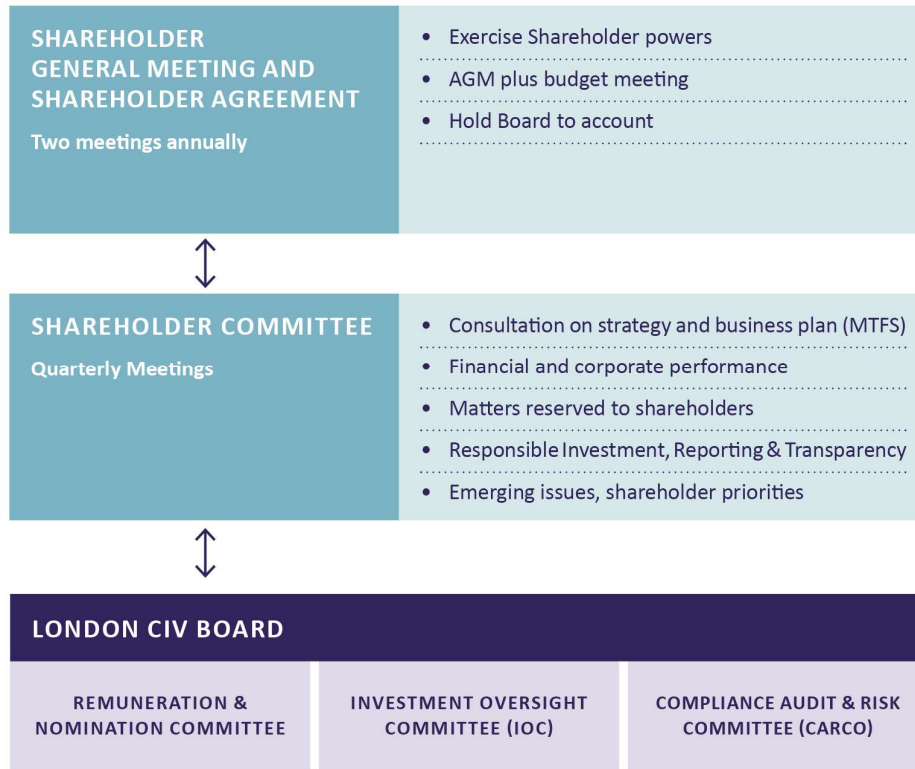 SHAREHOLDER
GENERAL MEETING AND
SHAREHOLDER AGREEMENT
Two meetings annually
• Exercise Shareholder powers
• AGM plus budget meeting
• Hold Board to account
SHAREHOLDER COMMITTEE
Quarterly Meetings
• Consultation on strategy and business plan (MTFS)
• Financial and corporate performance
• Matters reserved to shareholders
• Responsible Investment, Reporting & Transparency
• Emerging issues, shareholder priorities
LONDON CIV BOARD
REMUNERATION &
NOMINATION COMMITTEE
INVESTMENT OVERSIGHT
COMMITTEE (IOC)
COMPLIANCE AUDIT & RISK
COMMITTEE (CARCO)